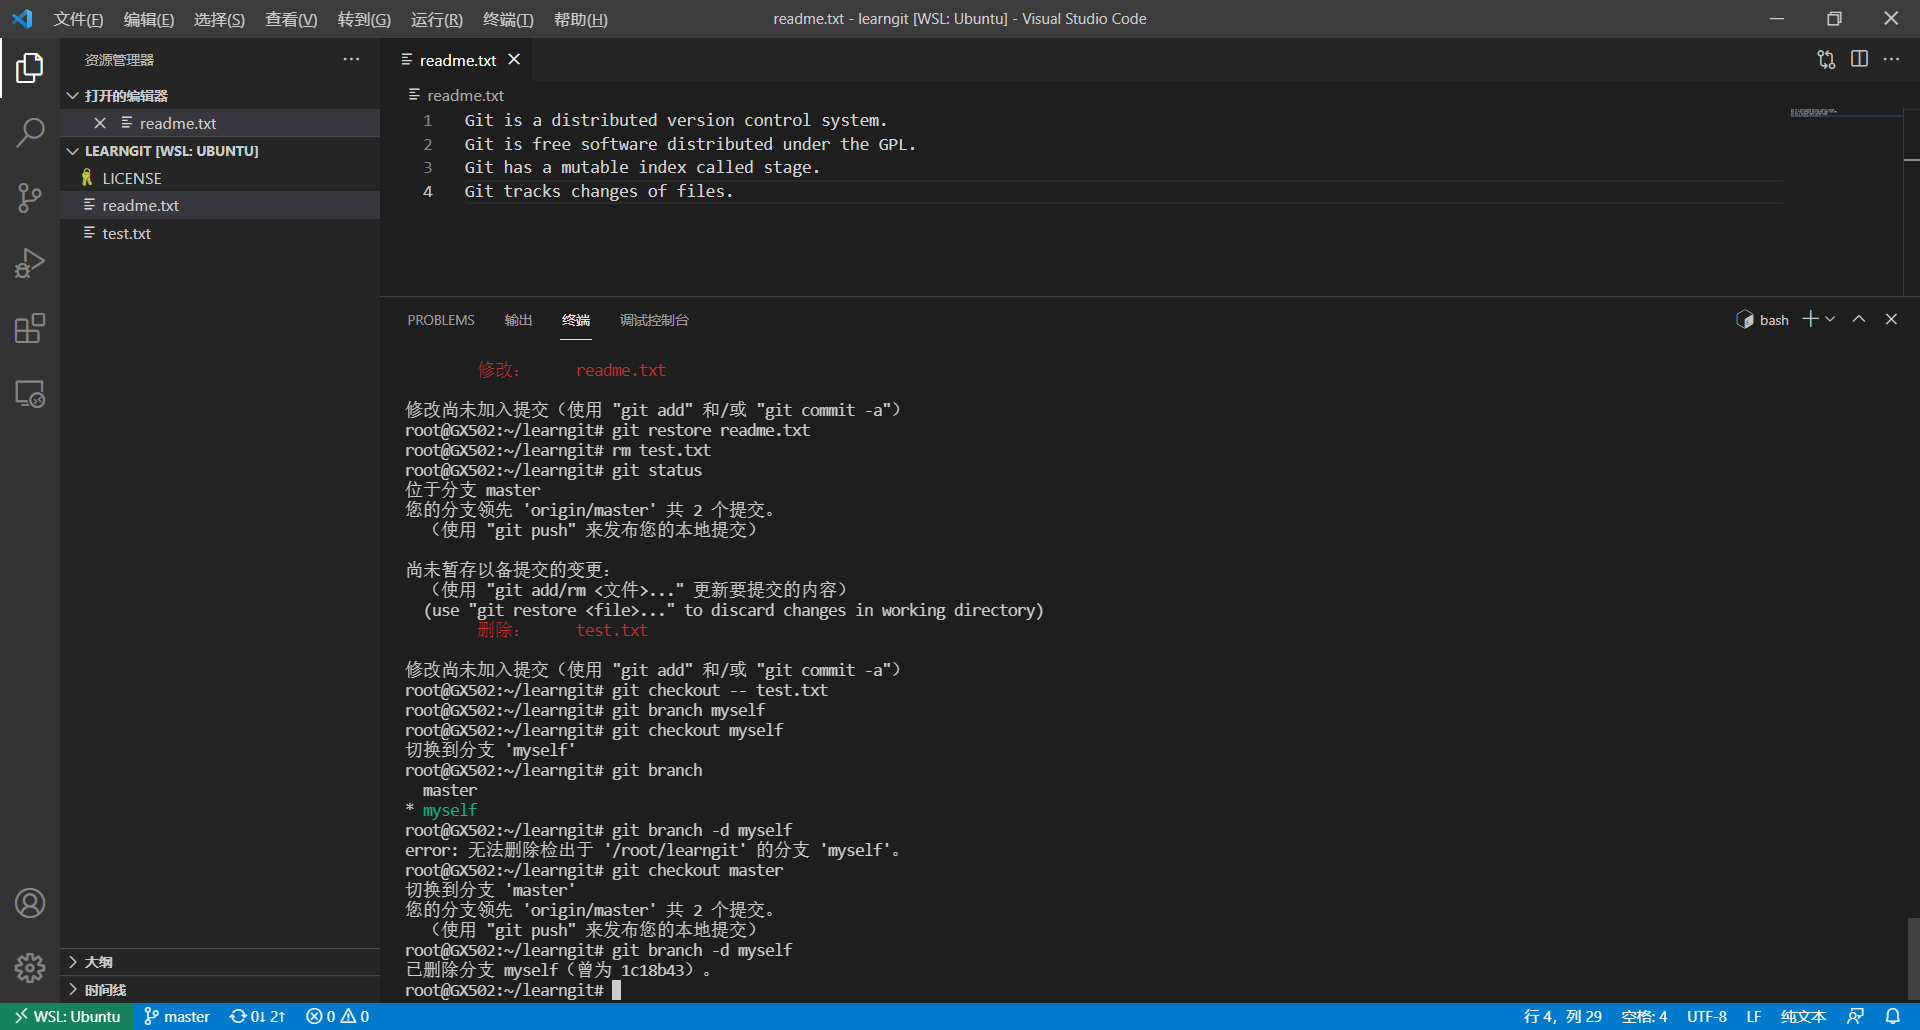 文件(F) 编辑(E) 选择(S) 查看(V) 转到(G) 运行(R) 终端(T) 帮助(H) readme.txt - learngit [WSL: Ubuntu] - Visual Studio Code
资源管理器
打开的编辑器
readme.txt
LEARNGIT [WSL: UBUNTU]
LICENSE
readme.txt
test.txt
大纲
时间线
readme.txt
readme.txt
1 Git is a distributed version control system.
2 Git is free software distributed under the GPL.
3 Git has a mutable index called stage.
4 Git tracks changes of files.
PROBLEMS 输出 终端 调试控制台 bash
修改: readme.txt
修改尚未加入提交（使用 "git add" 和/或 "git commit -a"）
root@GX502:~/learngit# git restore readme.txt
root@GX502:~/learngit# rm test.txt
root@GX502:~/learngit# git status
位于分支 master
您的分支领先 'origin/master' 共 2 个提交。
（使用 "git push" 来发布您的本地提交）
尚未暂存以备提交的变更：
（使用 "git add/rm <文件>..." 更新要提交的内容）
(use "git restore <file>..." to discard changes in working directory)
删除: test.txt
修改尚未加入提交（使用 "git add" 和/或 "git commit -a"）
root@GX502:~/learngit# git checkout -- test.txt
root@GX502:~/learngit# git branch myself
root@GX502:~/learngit# git checkout myself
切换到分支 'myself'
root@GX502:~/learngit# git branch
master
* myself
root@GX502:~/learngit# git branch -d myself
error: 无法删除检出于 '/root/learngit' 的分支 'myself'。
root@GX502:~/learngit# git checkout master
切换到分支 'master'
您的分支领先 'origin/master' 共 2 个提交。
（使用 "git push" 来发布您的本地提交）
root@GX502:~/learngit# git branch -d myself
已删除分支 myself（曾为 1c18b43）。
root@GX502:~/learngit#
WSL: Ubuntu master 0↓ 2↑ 0 0 行 4，列 29 空格: 4 UTF-8 LF 纯文本